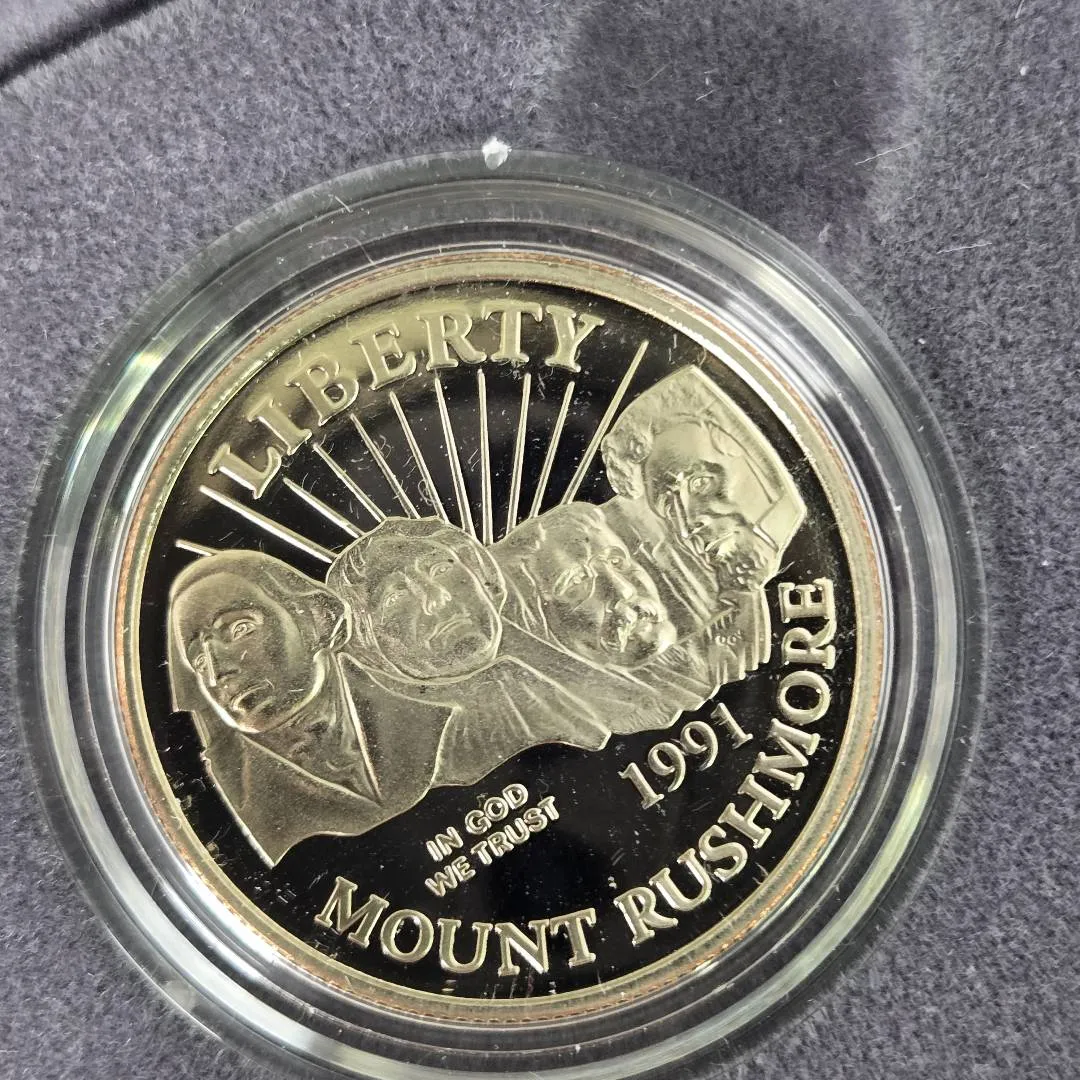 LIBERTY
1991
IN GOD
WE TRUST
MOUNT RUSHMORE